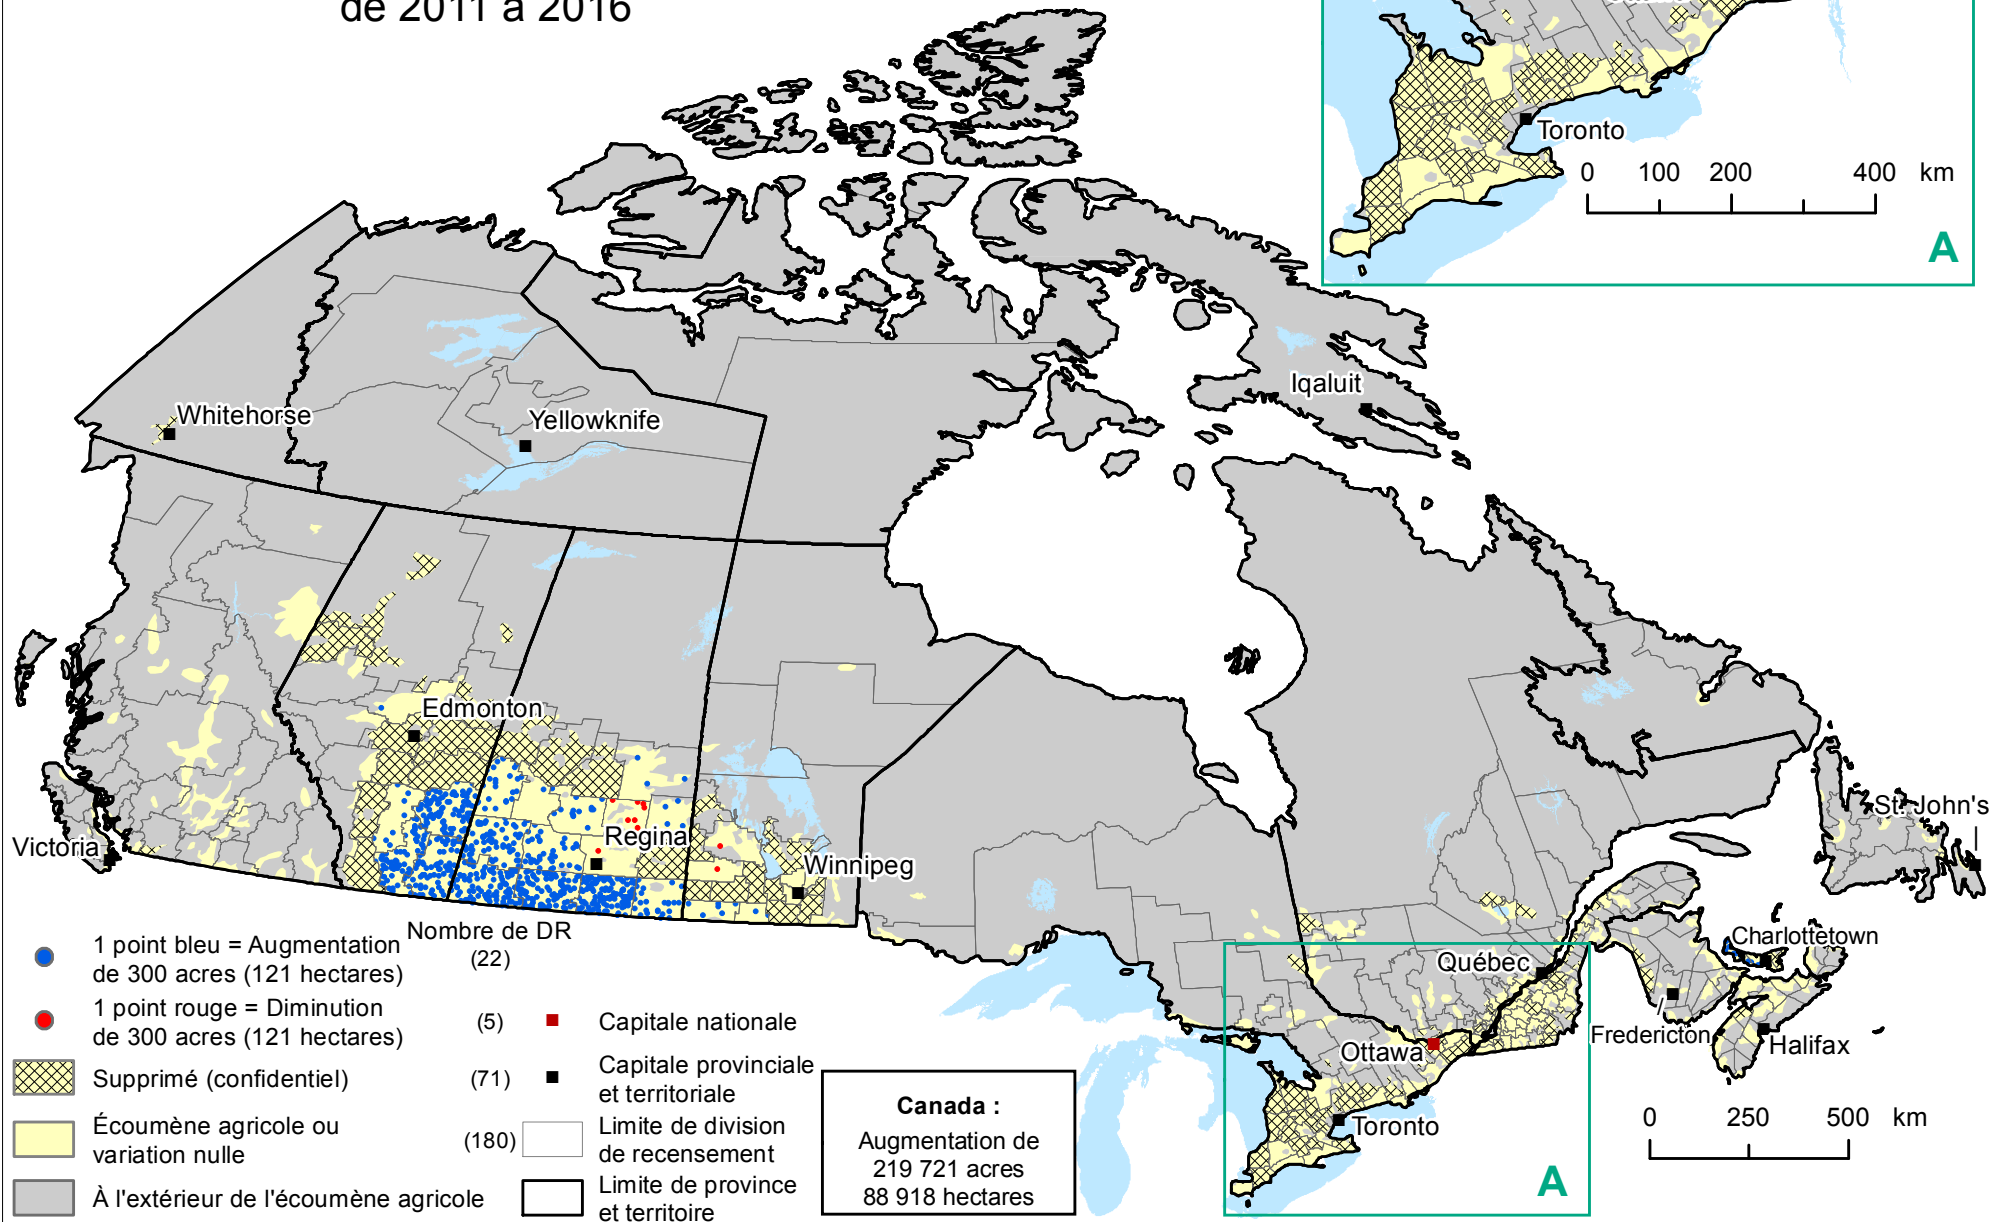 de 2011 à 2016
Toronto
0 100 200 400 km
A
Iqaluit
Whitehorse
Yellowknife
Edmonton
Regina
Winnipeg
Victoria
St. John's
Charlottetown
Québec
Fredericton
Halifax
Ottawa
Toronto
A
0 250 500 km
Nombre de DR
1 point bleu = Augmentation
de 300 acres (121 hectares)
(22)
1 point rouge = Diminution
de 300 acres (121 hectares)
(5)
Supprimé (confidentiel)
(71)
Écoumène agricole ou
variation nulle
(180)
À l'extérieur de l'écoumène agricole
Capitale nationale
Capitale provinciale
et territoriale
Limite de division
de recensement
Limite de province
et territoire
Canada :
Augmentation de
219 721 acres
88 918 hectares